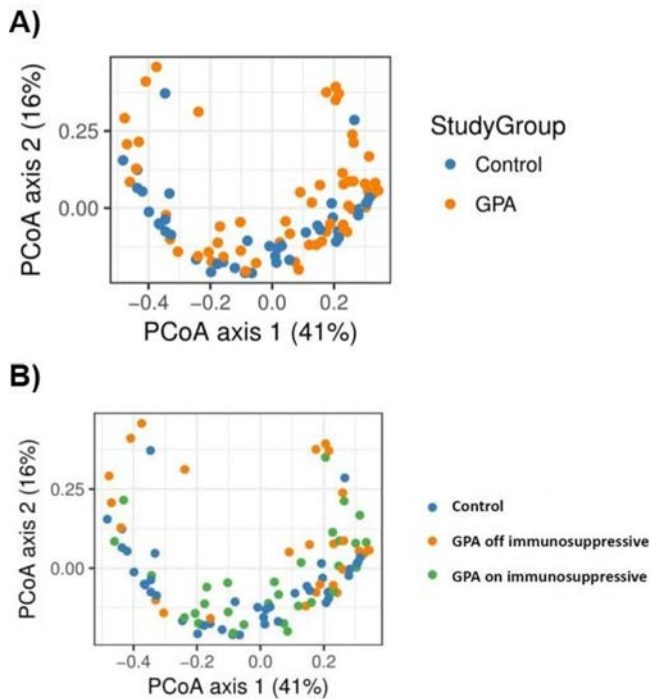 A)
PCoA axis 2 (16%)
0.25
0.00
−0.4
−0.2
0.0
0.2
PCoA axis 1 (41%)
StudyGroup
Control
GPA
B)
PCoA axis 2 (16%)
0.25
0.00
−0.4
−0.2
0.0
0.2
PCoA axis 1 (41%)
Control
GPA off immunosuppressive
GPA on immunosuppressive